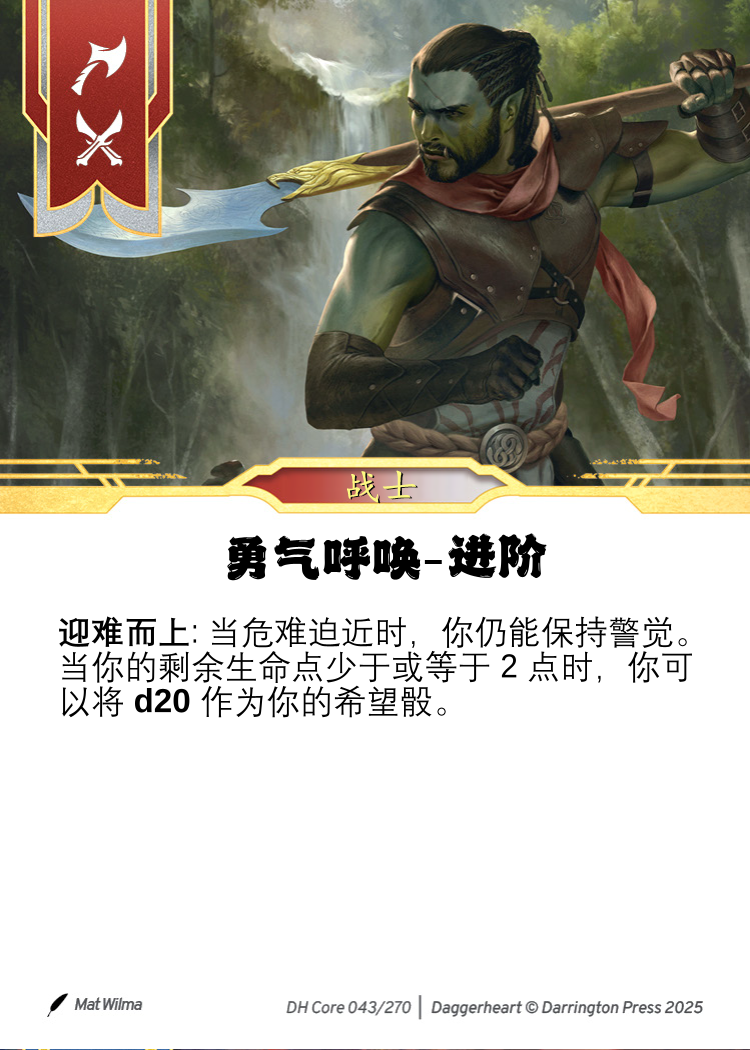 战士
勇气呼唤-进阶
迎难而上: 当危难迫近时，你仍能保持警觉。
当你的剩余生命点少于或等于 2 点时，你可
以将 d20 作为你的希望骰。
Mat Wilma
DH Core 043/270 | Daggerheart © Darrington Press 2025